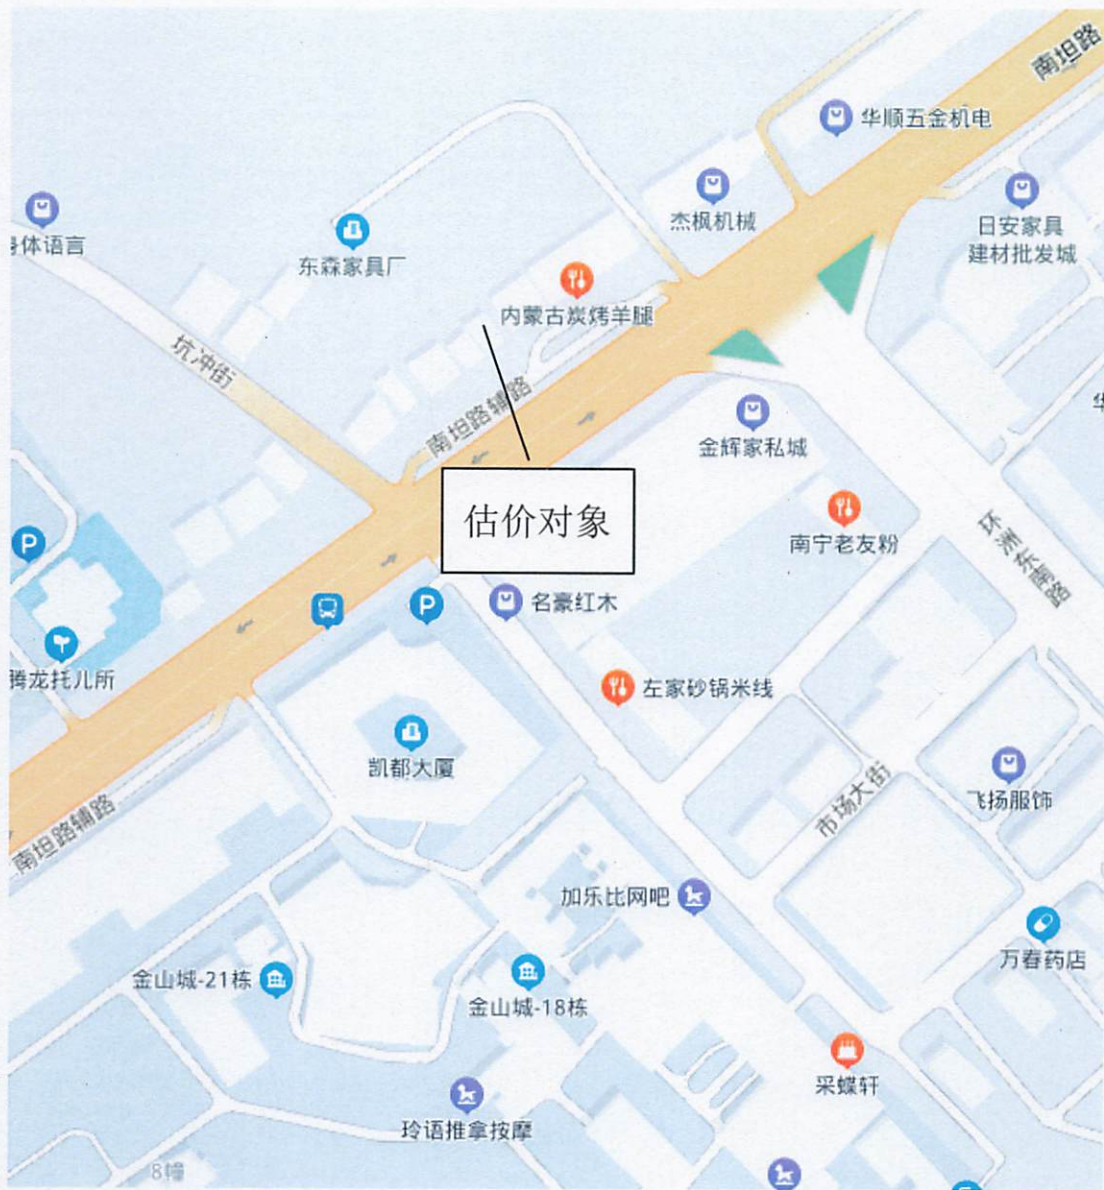 南坦路
华顺五金机电
杰枫机械
日安家具
建材批发城
身体语言
东森家具厂
内蒙古炭烤羊腿
坑冲街
南坦路辅路
金辉家私城
估价对象
南宁老友粉
环洲东南路
P
P
名豪红木
腾龙托儿所
左家砂锅米线
凯都大厦
飞扬服饰
市场大街
南坦路辅路
加乐比网吧
万春药店
金山城-21栋
金山城-18栋
采蝶轩
玲语推拿按摩
8幢